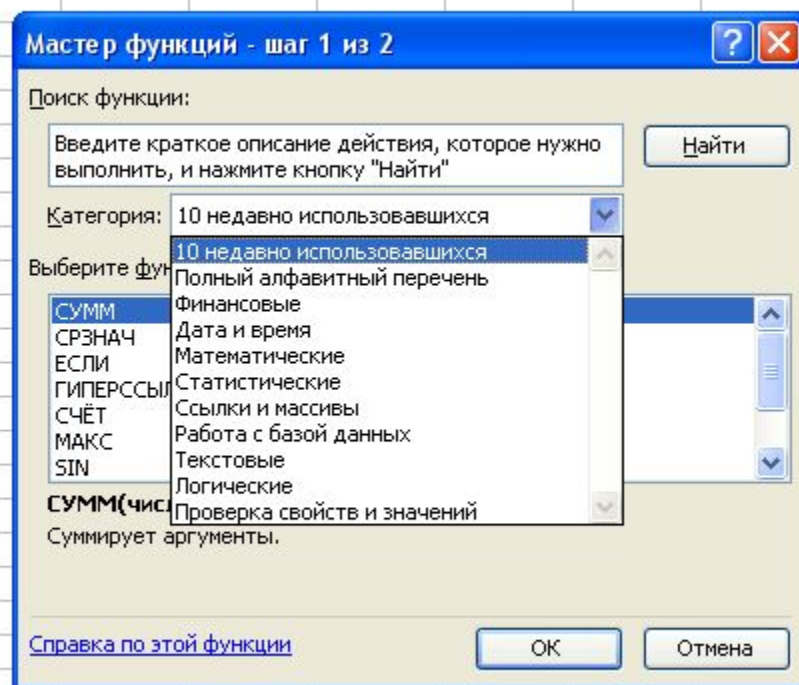 Мастер функций - шаг 1 из 2
Поиск функции:
Введите краткое описание действия, которое нужно
выполнить, и нажмите кнопку "Найти"
Найти
Категория: 10 недавно использовавшихся
10 недавно использовавшихся
Полный алфавитный перечень
Финансовые
Дата и время
Математические
Статистические
Ссылки и массивы
Работа с базой данных
Текстовые
Логические
Проверка свойств и значений
Выберите
СУММ
СРЗНАЧ
ЕСЛИ
СЧЁТ
МАКС
SIN
Суммирует аргументы.
Справка по этой функции
ОК
Отмена